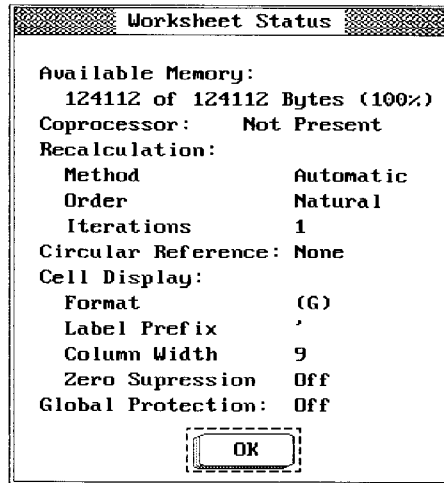 Worksheet Status
Available Memory:
124112 of 124112 Bytes (100%)
Coprocessor: Not Present
Recalculation:
Method Automatic
Order Natural
Iterations 1
Circular Reference: None
Cell Display:
Format (G)
Label Prefix '
Column Width 9
Zero Supression Off
Global Protection: Off
OK